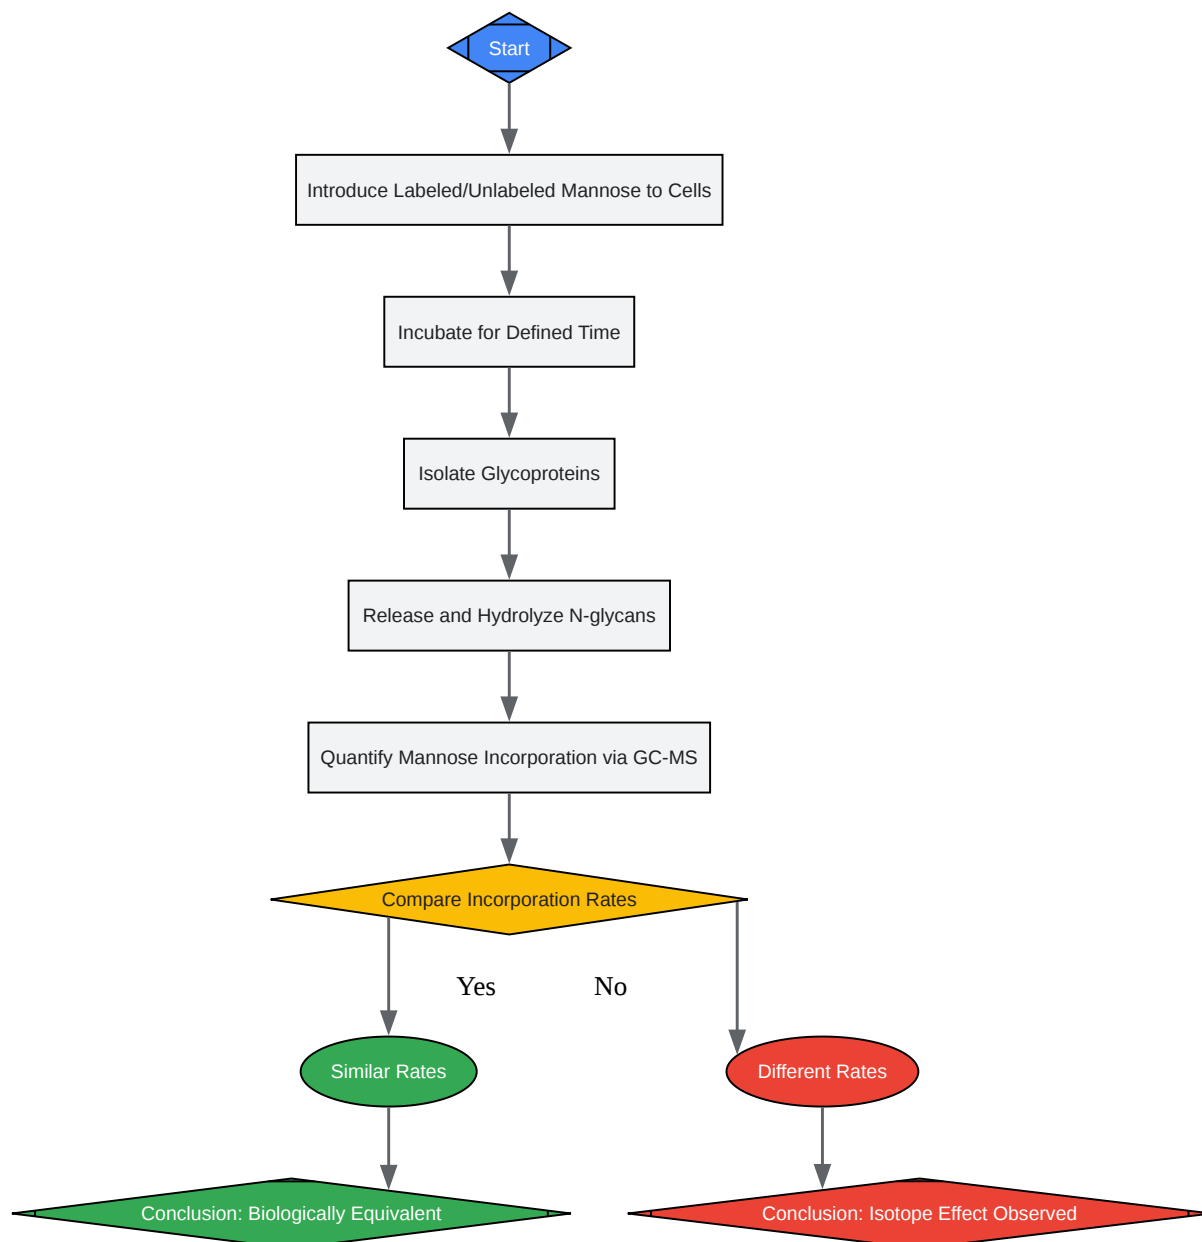 Start
Introduce Labeled/Unlabeled Mannose to Cells
Incubate for Defined Time
Isolate Glycoproteins
Release and Hydrolyze N-glycans
Quantify Mannose Incorporation via GC-MS
Compare Incorporation Rates
Yes
No
Similar Rates
Different Rates
Conclusion: Biologically Equivalent
Conclusion: Isotope Effect Observed